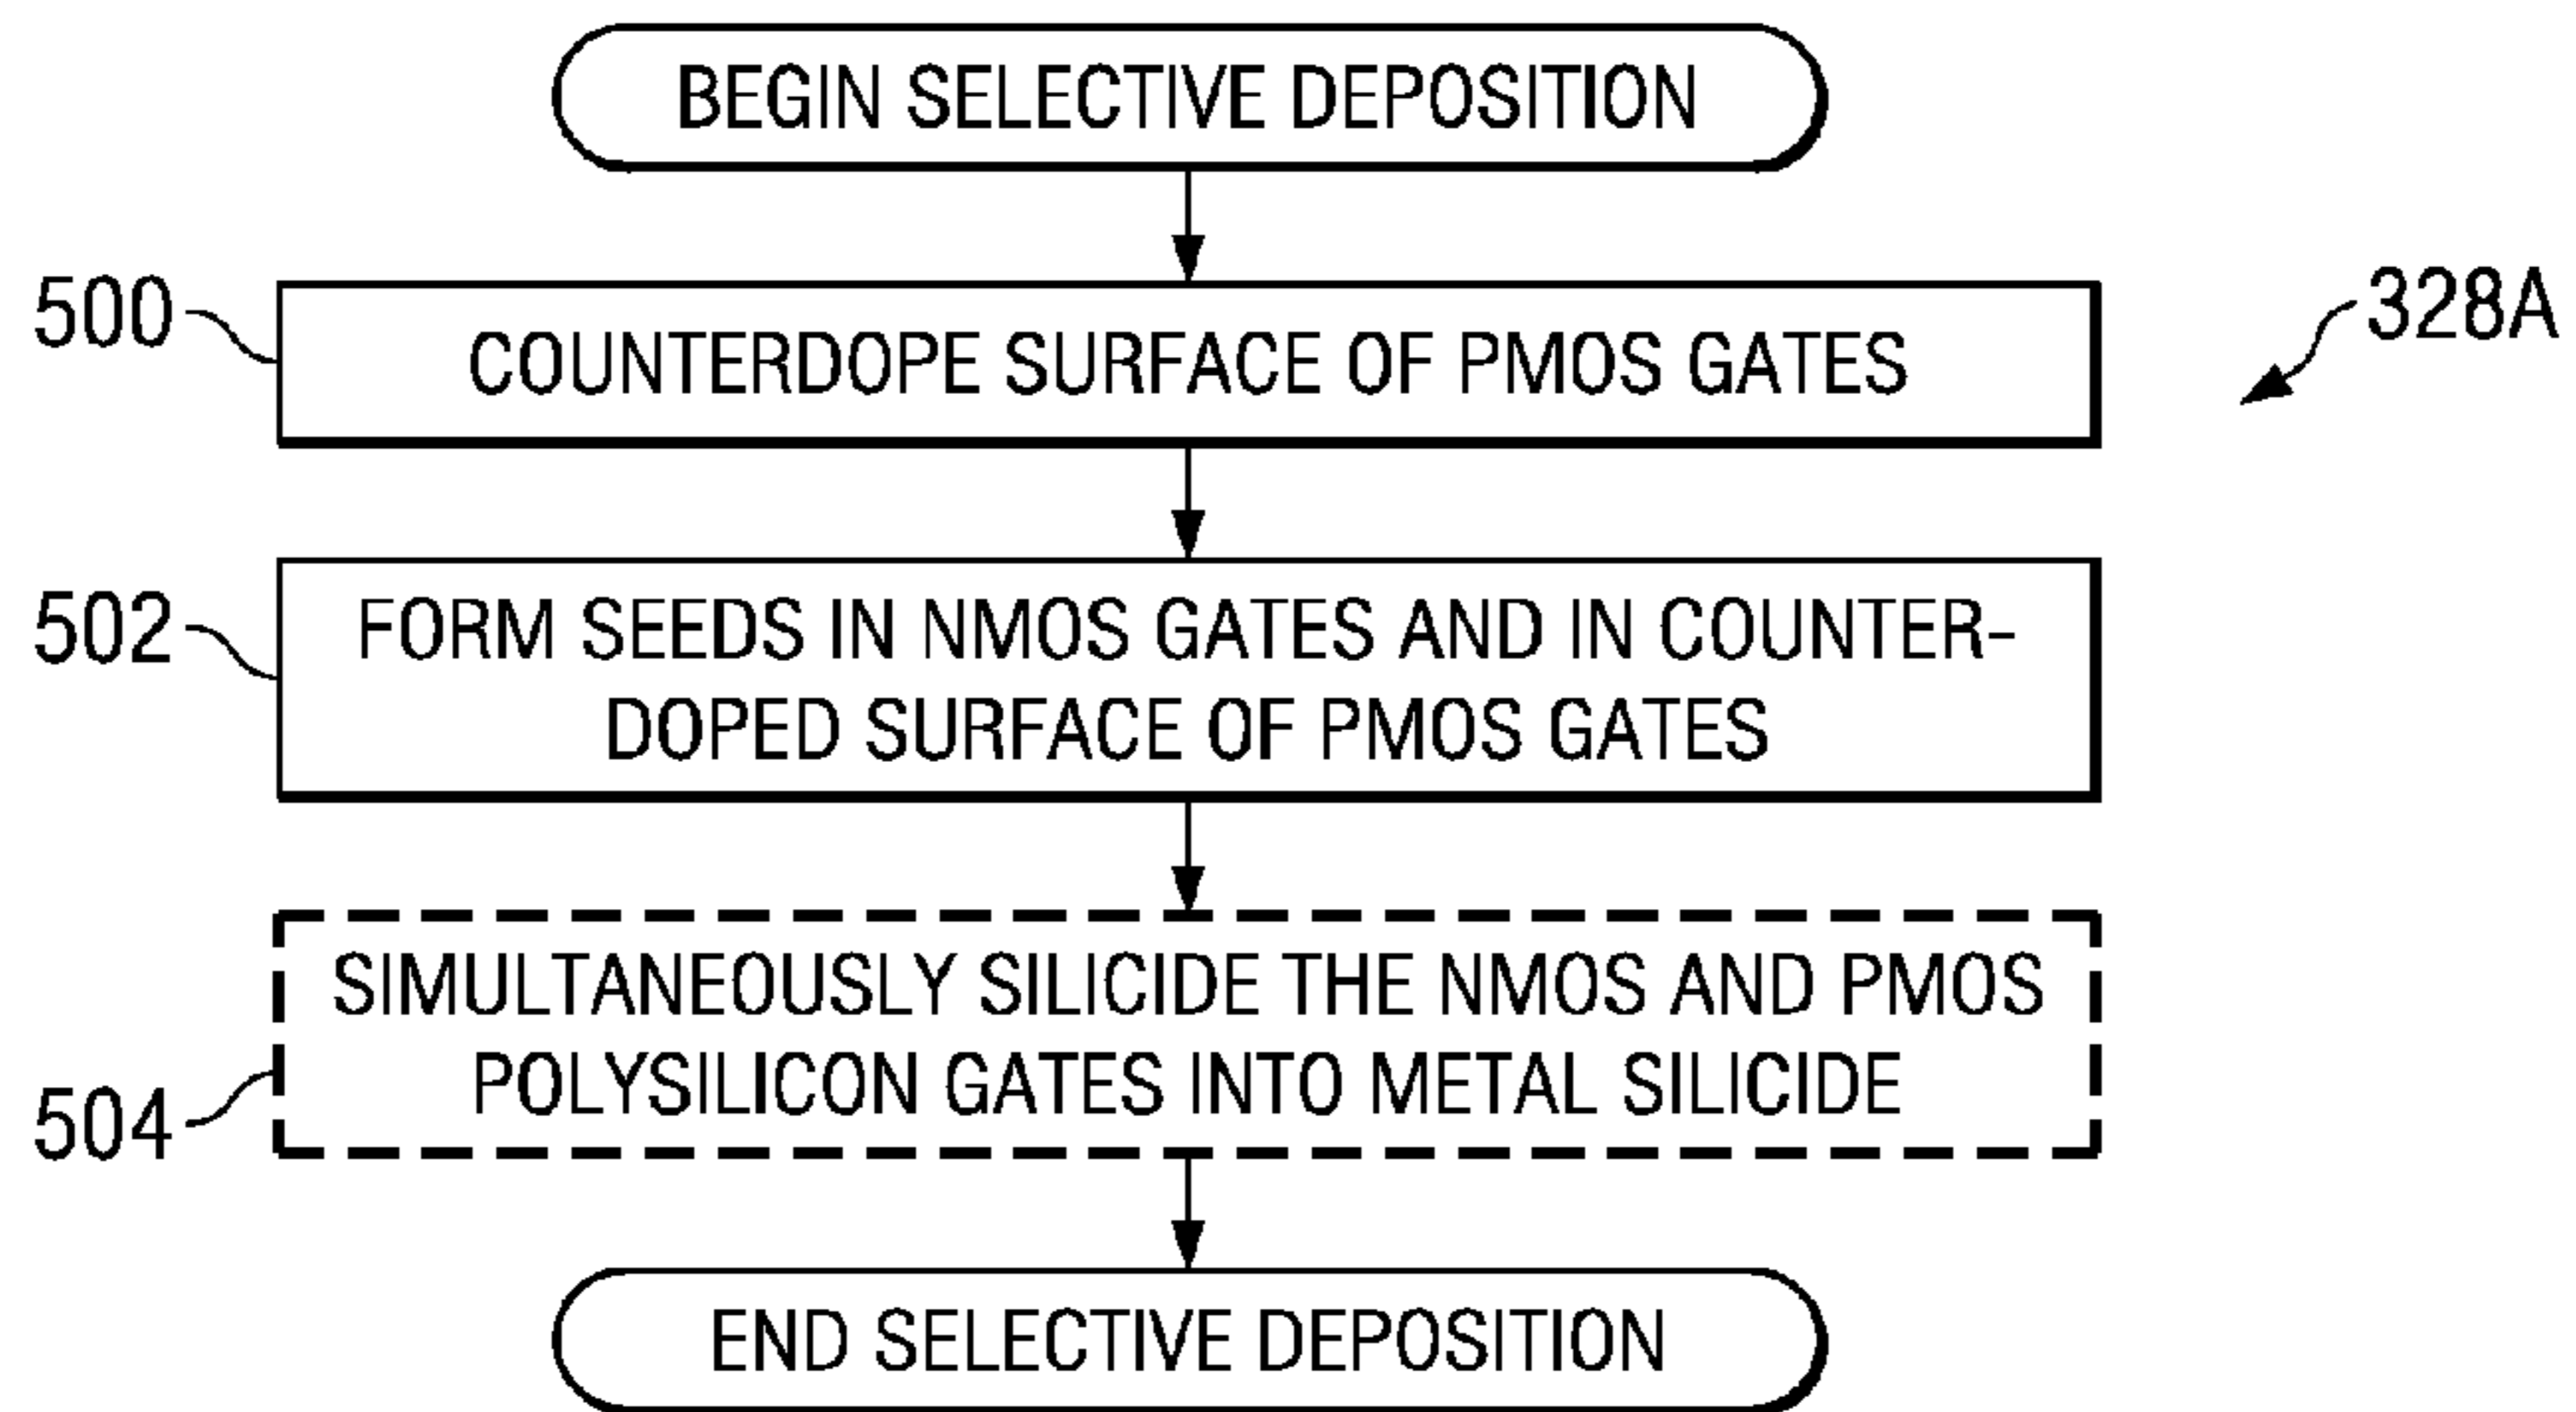 BEGIN SELECTIVE DEPOSITION
500
COUNTERDOPE SURFACE OF PMOS GATES
328A
502
FORM SEEDS IN NMOS GATES AND IN COUNTER-
DOPED SURFACE OF PMOS GATES
504
SIMULTANEOUSLY SILICIDE THE NMOS AND PMOS
POLYSILICON GATES INTO METAL SILICIDE
END SELECTIVE DEPOSITION